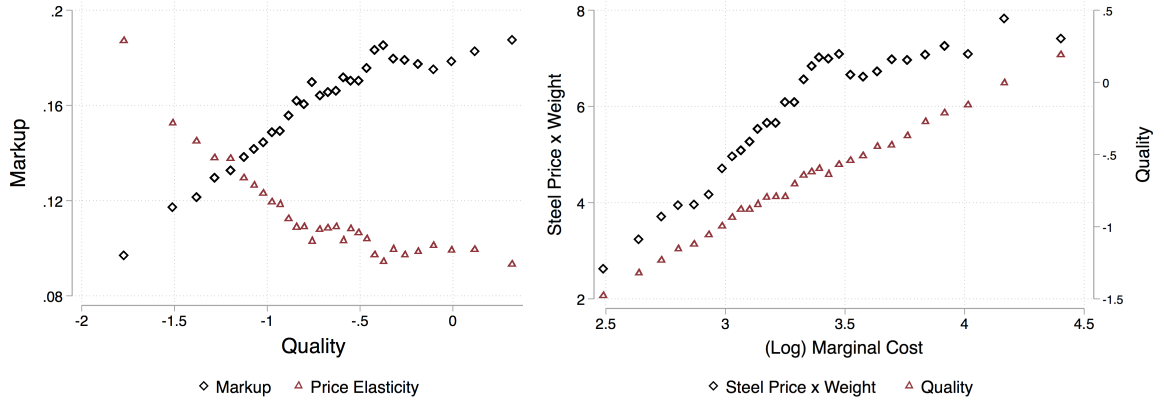 .2
.16
.12
.08
Markup
-2 -1.5 -1 -.5 0
Quality
Markup Price Elasticity
8
6
4
2
Steel Price x Weight
.5
0
-.5
-1
-1.5
Quality
2.5 3 3.5 4 4.5
(Log) Marginal Cost
Steel Price x Weight Quality